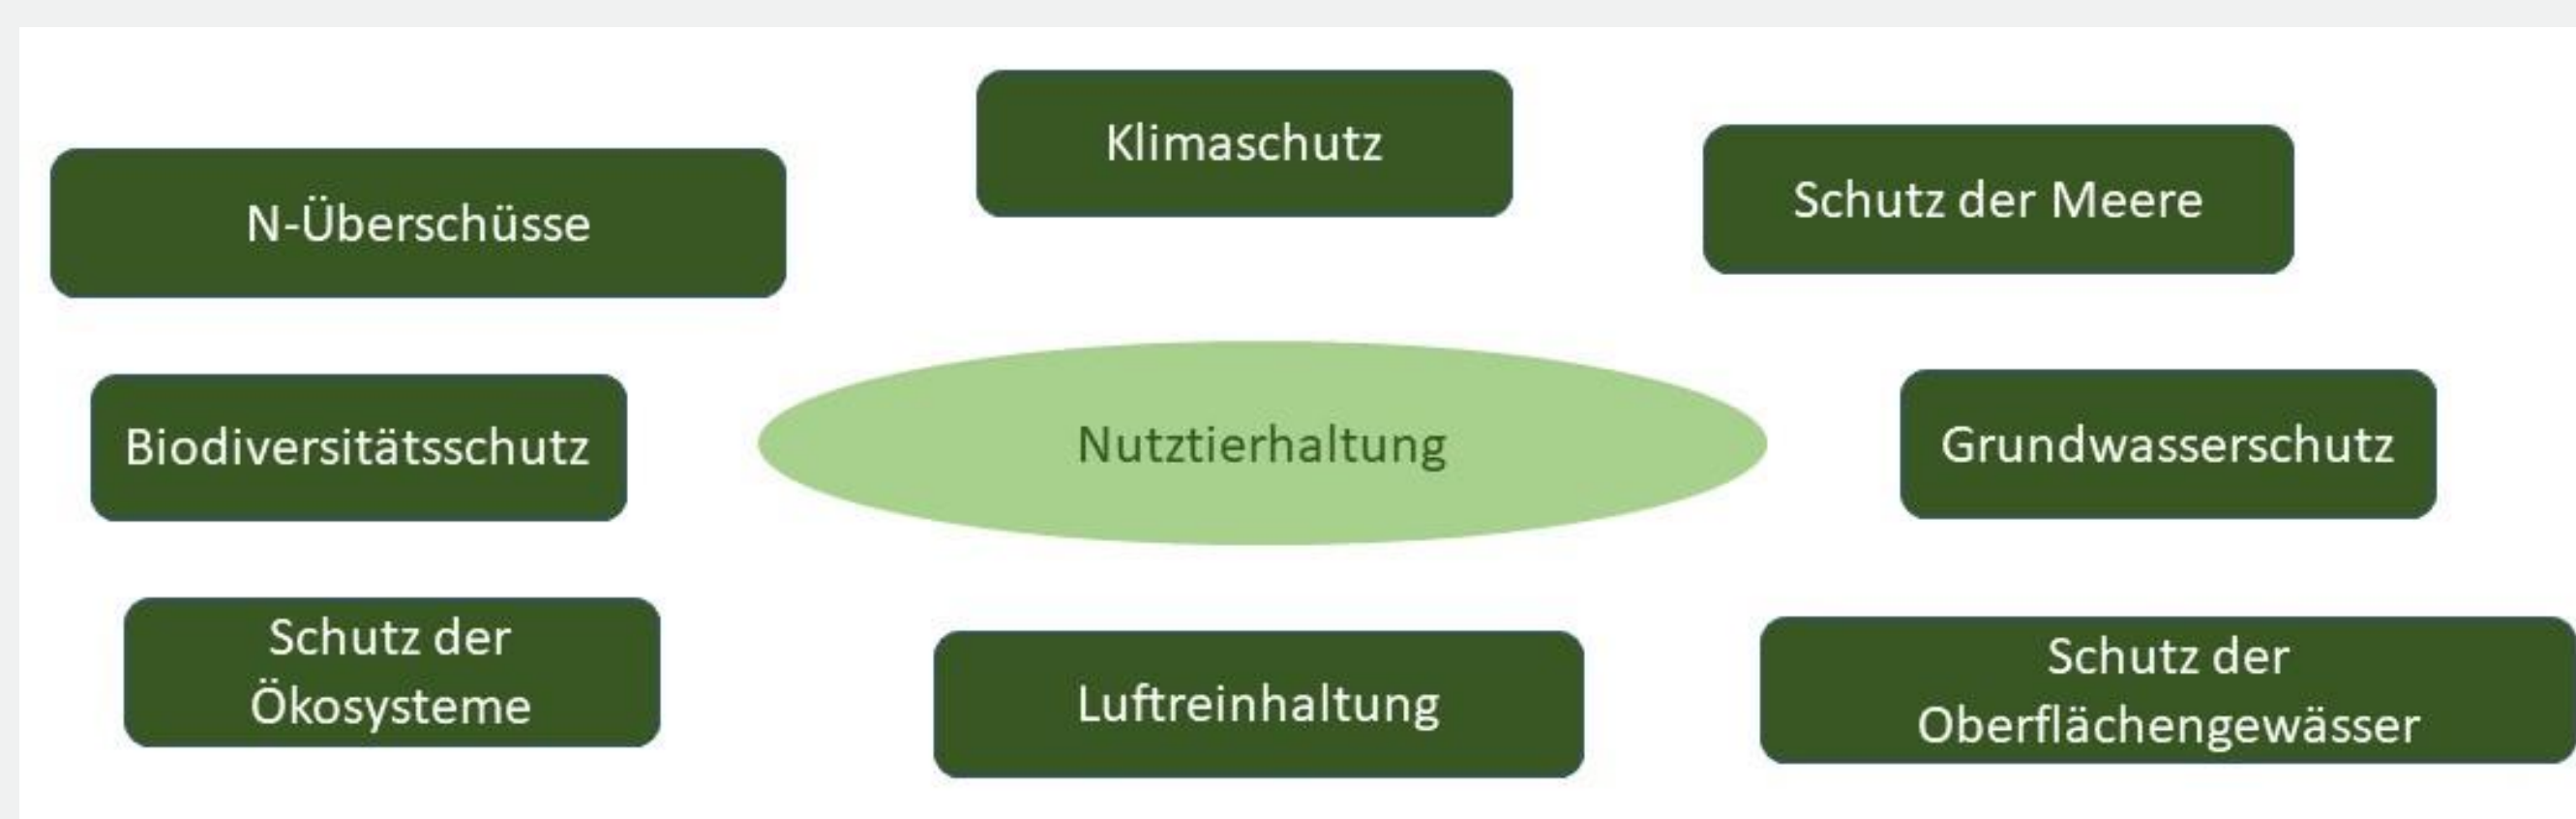 Klimaschutz
Schutz der Meere
N-Überschüsse
Biodiversitätsschutz
Nutztierhaltung
Grundwasserschutz
Schutz der
Ökosysteme
Luftreinhaltung
Schutz der
Oberflächengewässer